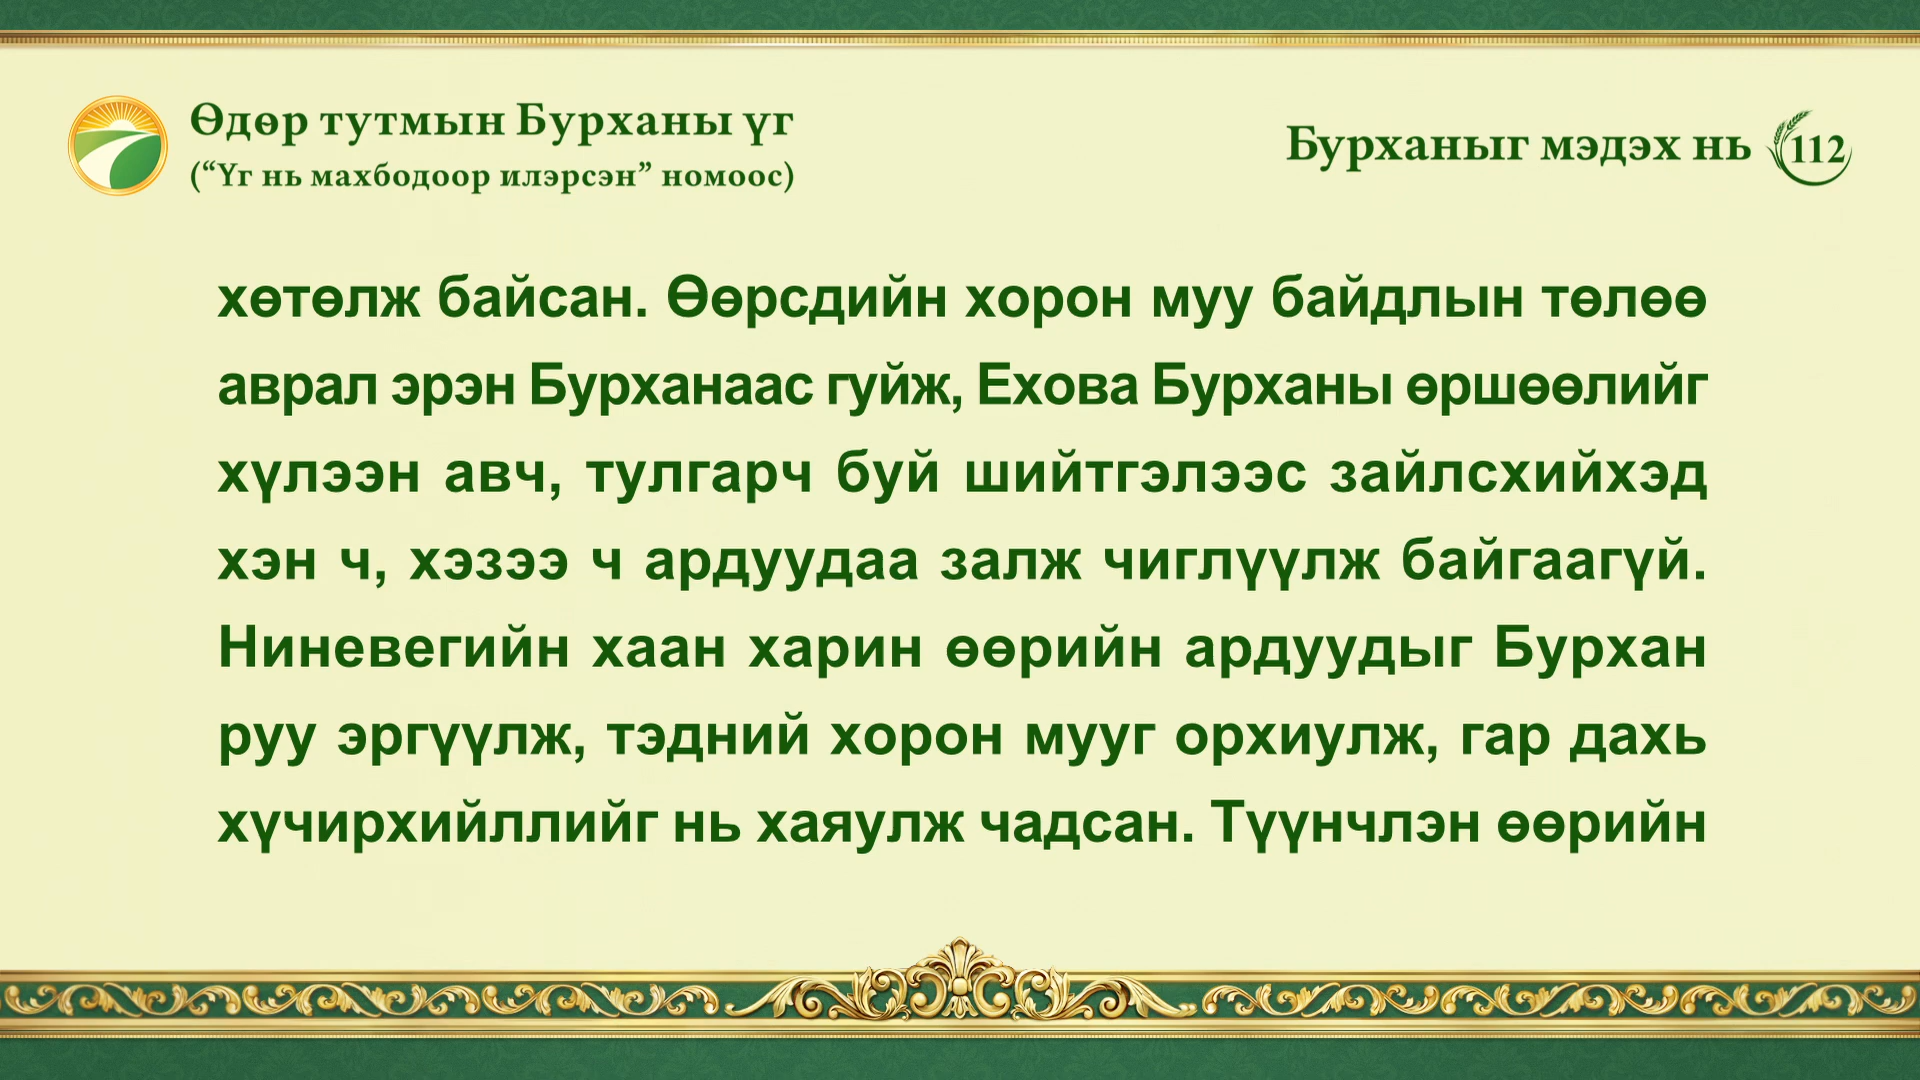 Өдөр тутмын Бурханы үг
(“Үг нь махбодоор илэрсэн” номоос)
Бурханыг мэдэх нь 112
хөтөлж байсан. Өөрсдийн хорон муу байдлын төлөө
аврал эрэн Бурханаас гуйж, Ехова Бурханы өршөөлийг
хүлээн авч, тулгарч буй шийтгэлээс зайлсхийхэд
хэн ч, хэзээ ч ардуудаа залж чиглүүлж байгаагүй.
Ниневегийн хаан харин өөрийн ардуудыг Бурхан
руу эргүүлж, тэдний хорон мууг орхиулж, гар дахь
хүчирхийллийг нь хаяулж чадсан. Түүнчлэн өөрийн